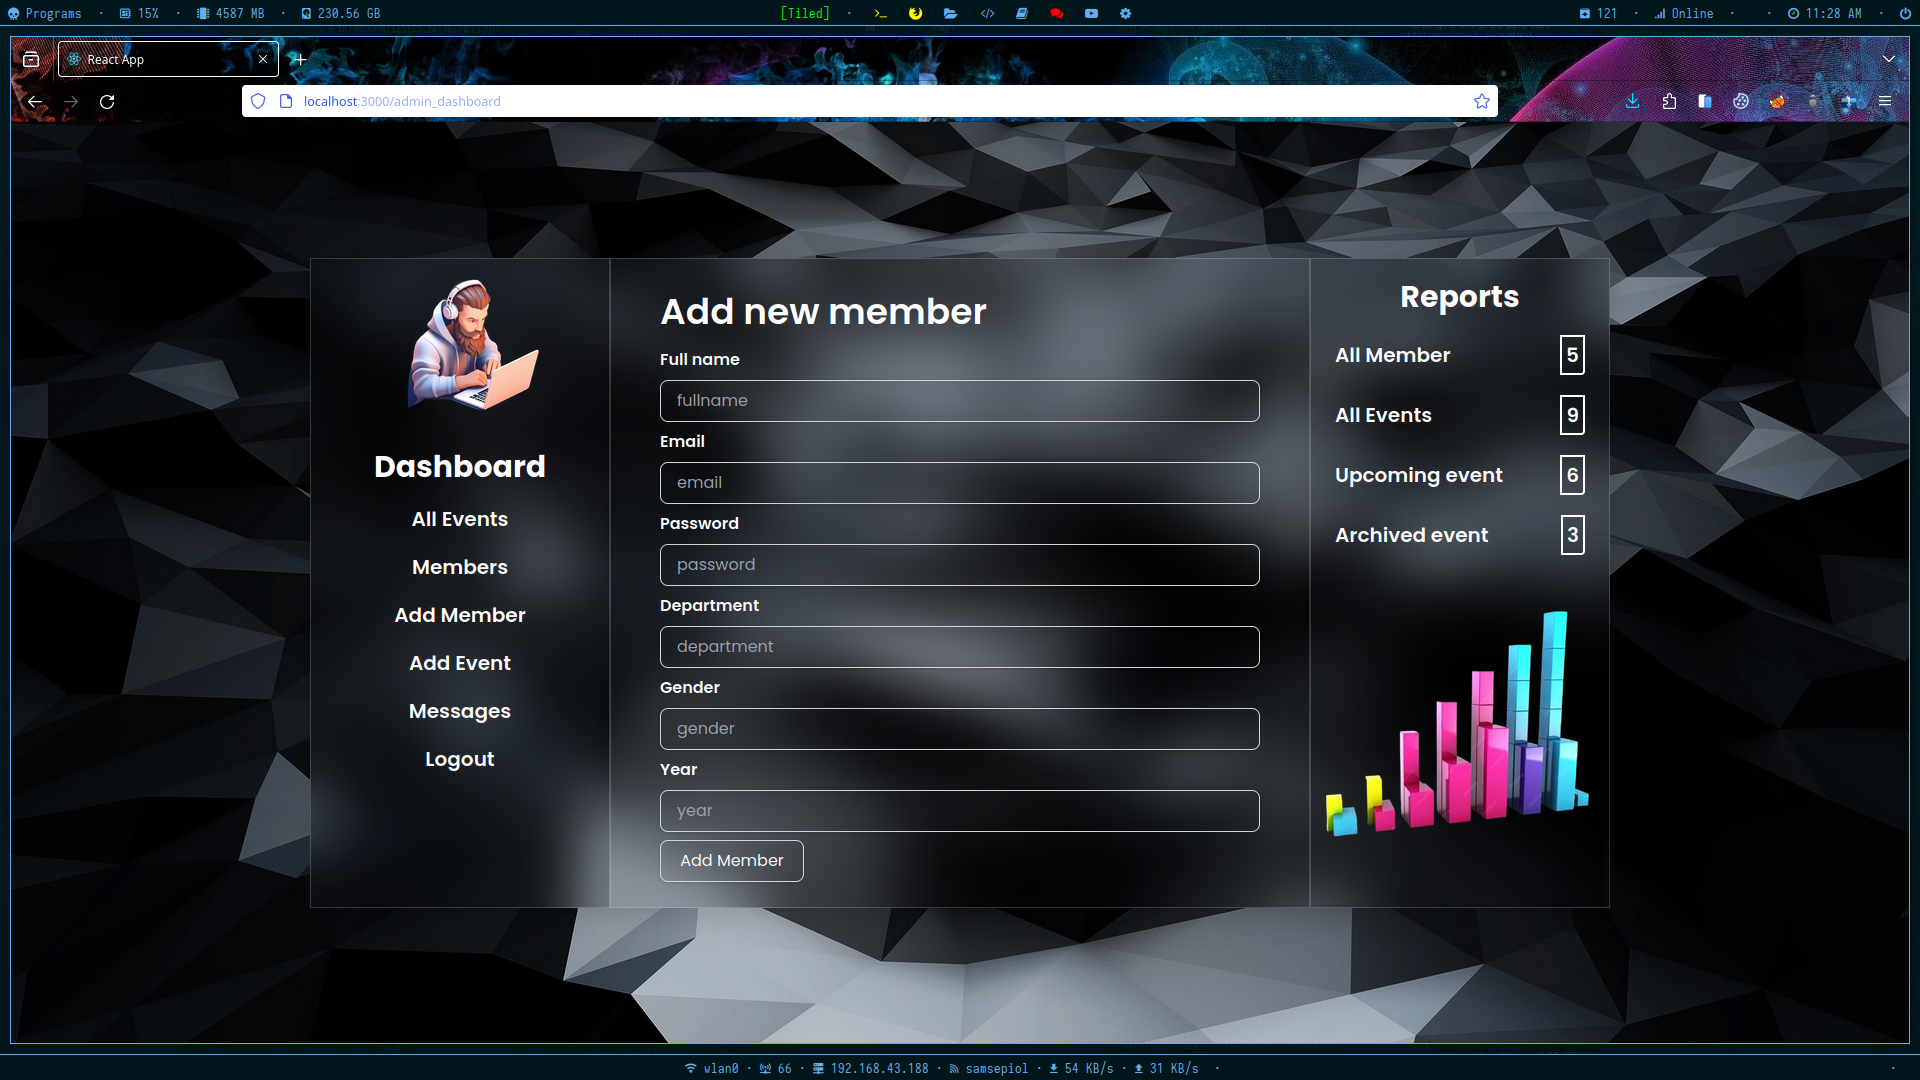 Programs · 15% · 4587 MB · 230.56 GB
[Tiled] ·
121 · Online · · 11:28 AM ·
React App
localhost:3000/admin_dashboard
Dashboard
All Events
Members
Add Member
Add Event
Messages
Logout
Add new member
Full name
fullname
Email
email
Password
password
Department
department
Gender
gender
Year
year
Add Member
Reports
All Member 5
All Events 9
Upcoming event 6
Archived event 3
wlan0 · 66 · 192.168.43.188 · samsepiol · 54 KB/s · 31 KB/s ·